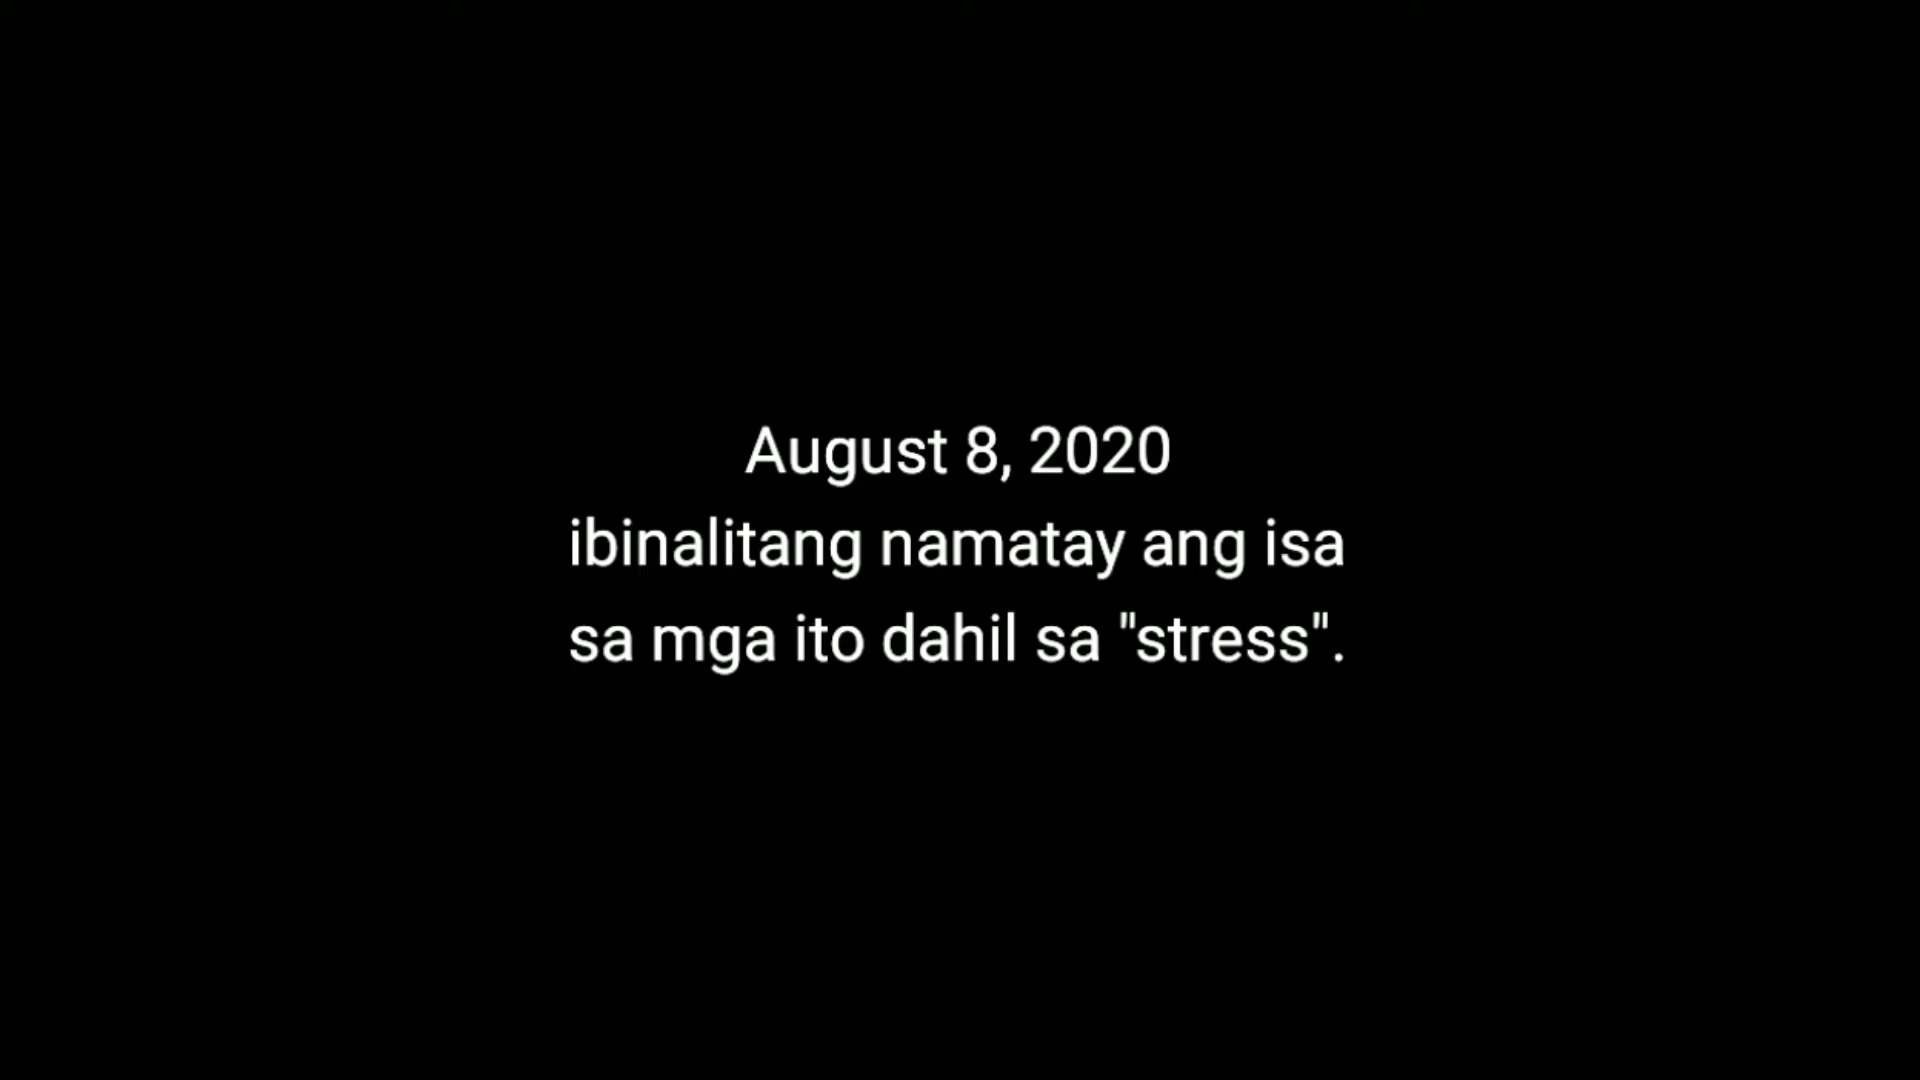 August 8, 2020
ibinalitang namatay ang isa
sa mga ito dahil sa "stress".